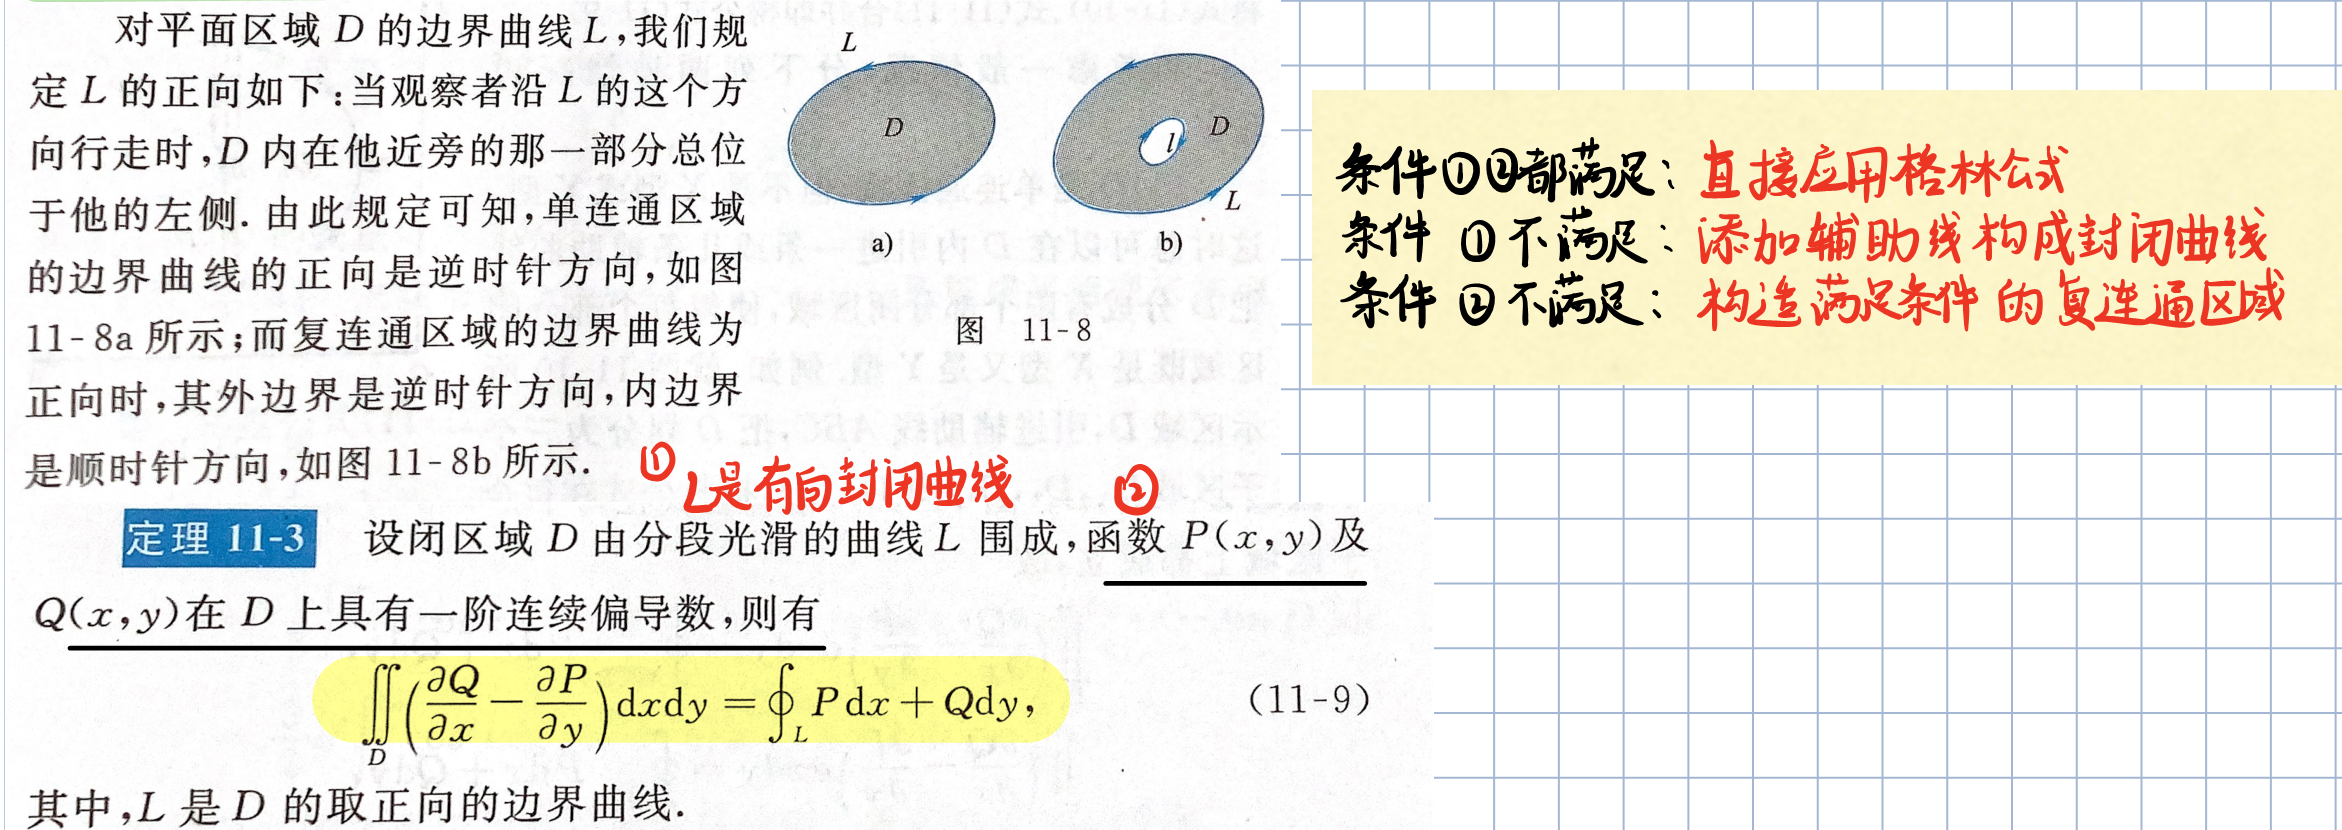 对平面区域 D 的边界曲线 L,我们规
定 L 的正向如下:当观察者沿 L 的这个方
向行走时,D 内在他近旁的那一部分总位
于他的左侧. 由此规定可知,单连通区域
的边界曲线的正向是逆时针方向,如图
11-8a 所示;而复连通区域的边界曲线为
正向时,其外边界是逆时针方向,内边界
是顺时针方向,如图 11-8b 所示.
L
D
a)
D
l
L
b)
图 11-8
条件①②都满足: 直接应用格林公式
条件 ①不满足: 添加辅助线构成封闭曲线
条件 ②不满足: 构造满足条件的复连通区域
① L是有向封闭曲线 ②
定理 11-3 设闭区域 D 由分段光滑的曲线 L 围成,函数 P(x,y)及
Q(x,y)在 D 上具有一阶连续偏导数,则有
∬_D (∂Q/∂x − ∂P/∂y) dxdy = ∮_L Pdx + Qdy, (11-9)
其中,L 是 D 的取正向的边界曲线.